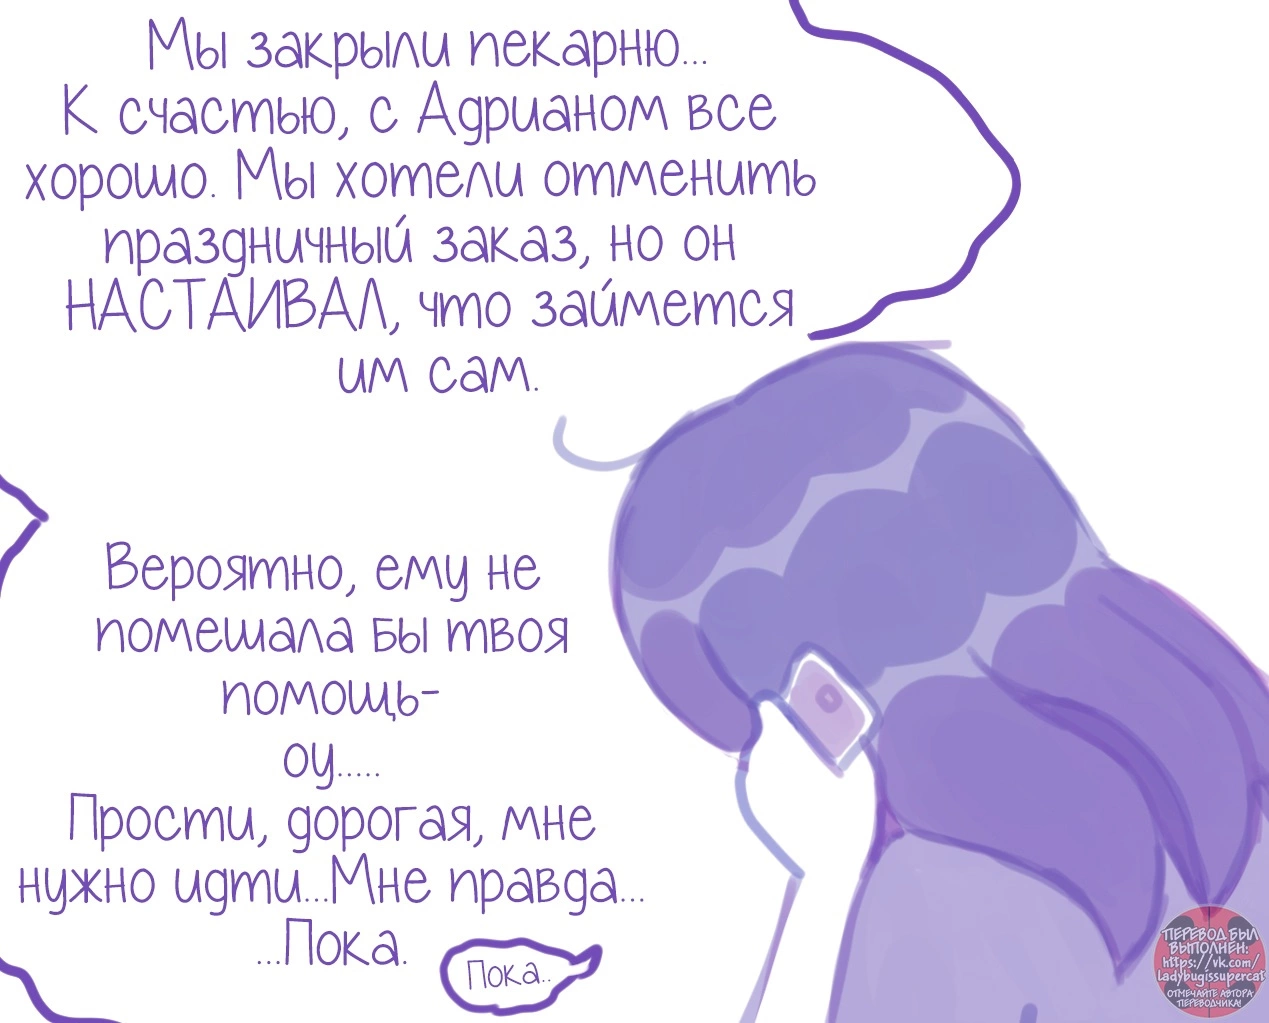 Мы закрыли пекарню...
К счастью, с Адрианом все
хорошо. Мы хотели отменить
праздничный заказ, но он
НАСТАИВАЛ, что займется
им сам.
Вероятно, ему не
помешала бы твоя
помощь-
оу.....
Прости, дорогая, мне
нужно идти...Мне правда...
...Пока.
Пока..
ПЕРЕВОД БЫЛ
ВЫПОЛНЕН:
https://vk.com/
ladybugissupercat
ОТМЕЧАЙТЕ АВТОРА
ПЕРЕВОДЧИКА!